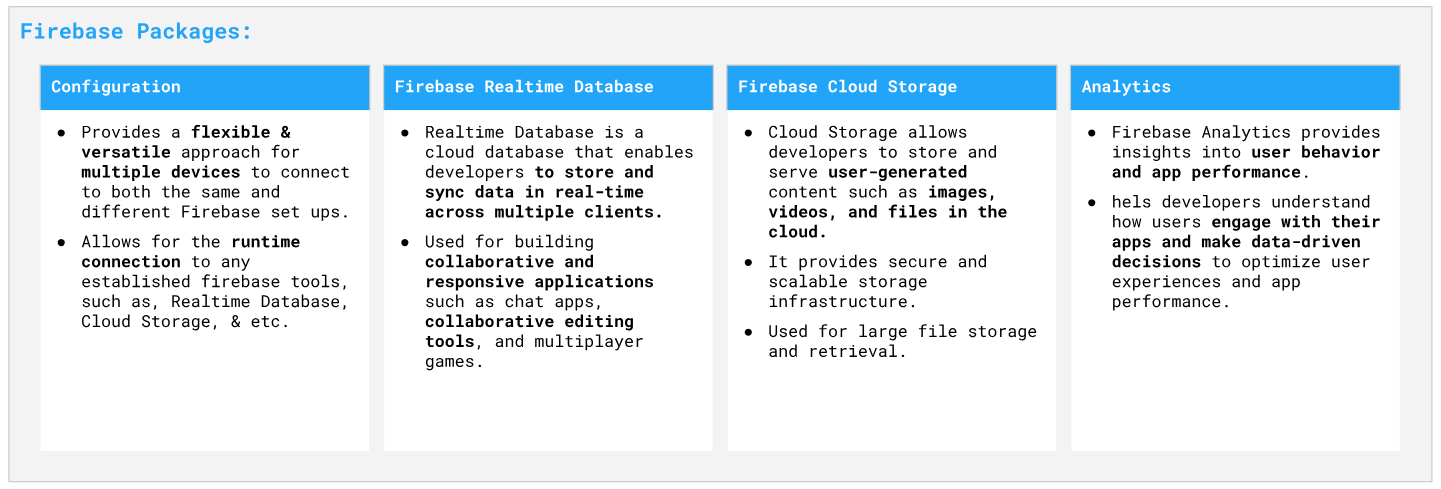 Firebase Packages:
Configuration
● Provides a flexible &
versatile approach for
multiple devices to connect
to both the same and
different Firebase set ups.
● Allows for the runtime
connection to any
established firebase tools,
such as, Realtime Database,
Cloud Storage, & etc.
Firebase Realtime Database
● Realtime Database is a
cloud database that enables
developers to store and
sync data in real-time
across multiple clients.
● Used for building
collaborative and
responsive applications
such as chat apps,
collaborative editing
tools, and multiplayer
games.
Firebase Cloud Storage
● Cloud Storage allows
developers to store and
serve user-generated
content such as images,
videos, and files in the
cloud.
● It provides secure and
scalable storage
infrastructure.
● Used for large file storage
and retrieval.
Analytics
● Firebase Analytics provides
insights into user behavior
and app performance.
● hels developers understand
how users engage with their
apps and make data-driven
decisions to optimize user
experiences and app
performance.